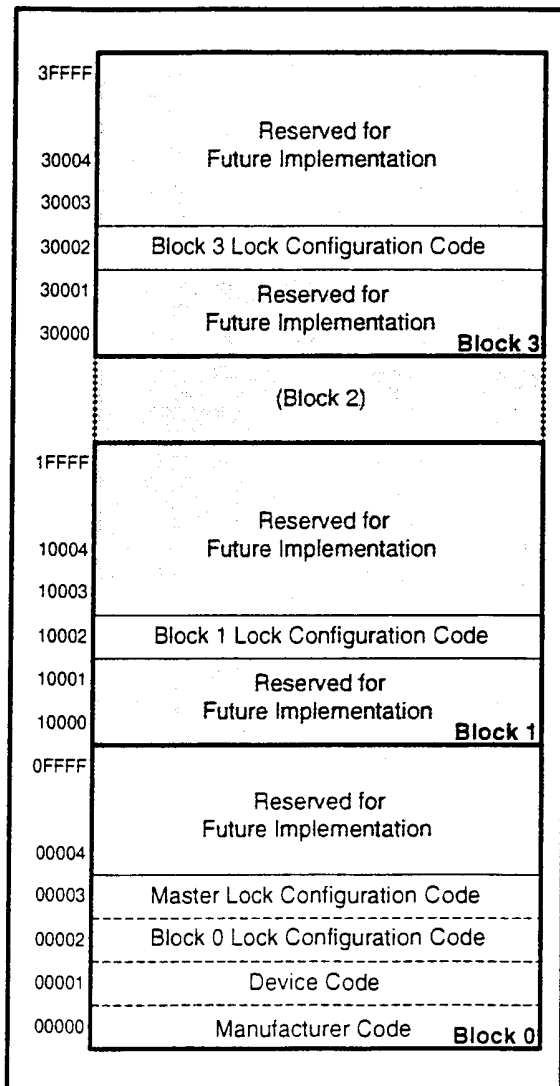 3FFFF
Reserved for
Future Implementation
30004
30003
30002 Block 3 Lock Configuration Code
30001
Reserved for
Future Implementation
30000
Block 3
(Block 2)
1FFFF
Reserved for
Future Implementation
10004
10003
10002 Block 1 Lock Configuration Code
10001
Reserved for
Future Implementation
10000
Block 1
0FFFF
Reserved for
Future Implementation
00004
00003 Master Lock Configuration Code
00002 Block 0 Lock Configuration Code
00001 Device Code
00000 Manufacturer Code Block 0